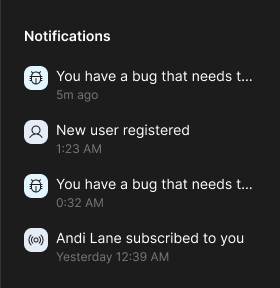 Notifications
You have a bug that needs t...
5m ago
New user registered
1:23 AM
You have a bug that needs t...
0:32 AM
Andi Lane subscribed to you
Yesterday 12:39 AM